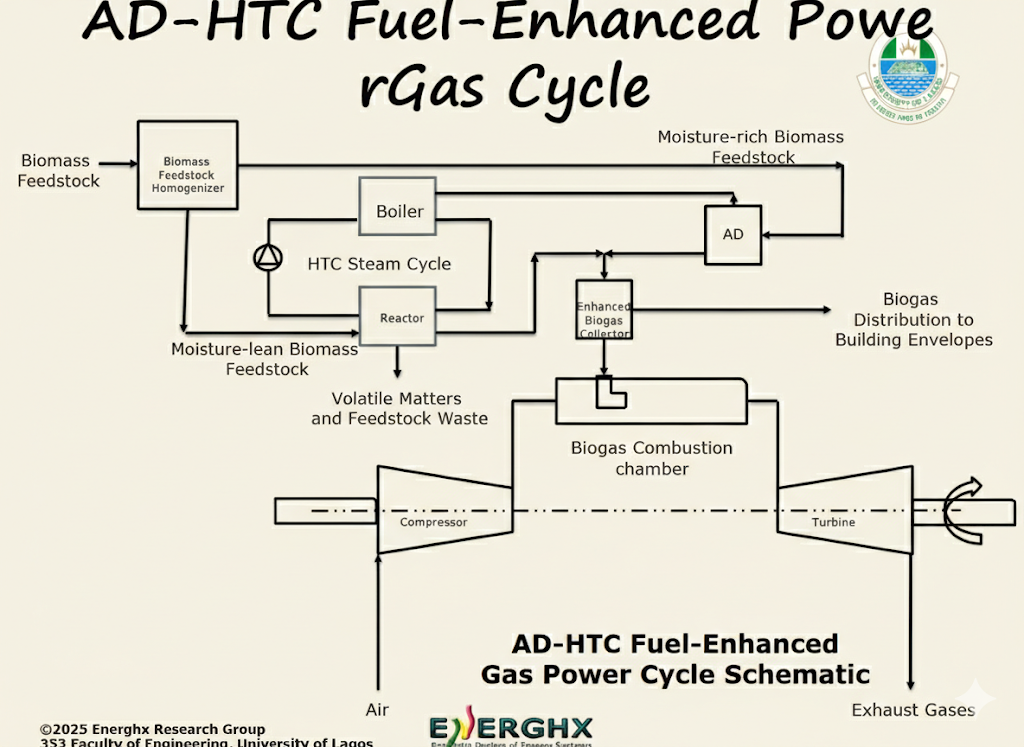 AD-HTC Fuel-Enhanced Powe
rGas Cycle
Moisture-rich Biomass
Feedstock
Biomass
Feedstock
Biomass
Feedstock
Homogenizer
Boiler
AD
HTC Steam Cycle
Reactor
Enhanced
Biogas
Collector
Biogas
Distribution to
Building Envelopes
Moisture-lean Biomass
Feedstock
Volatile Matters
and Feedstock Waste
Biogas Combustion
chamber
Compressor
Turbine
AD-HTC Fuel-Enhanced
Gas Power Cycle Schematic
Air
Exhaust Gases
©2025 Energhx Research Group
353 Faculty of Engineering, University of Lagos
ENERGHX